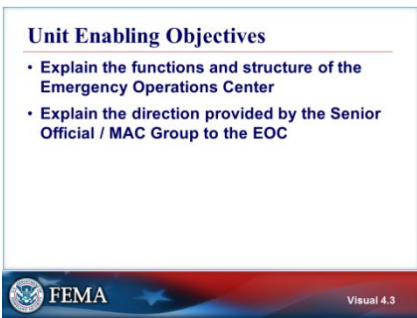 Unit Enabling Objectives
• Explain the functions and structure of the
Emergency Operations Center
• Explain the direction provided by the Senior
Official / MAC Group to the EOC
FEMA
Visual 4.3